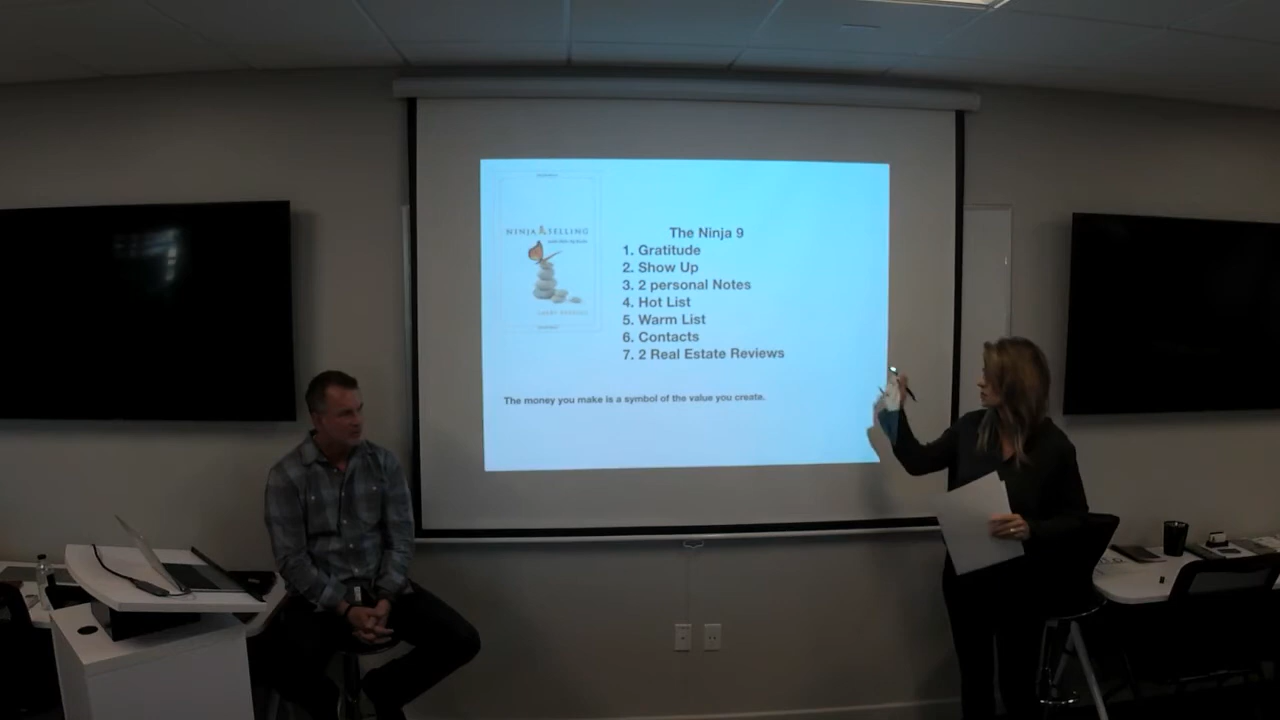 NINJA SELLING
The Ninja 9
1. Gratitude
2. Show Up
3. 2 personal Notes
4. Hot List
5. Warm List
6. Contacts
7. 2 Real Estate Reviews
The money you make is a symbol of the value you create.